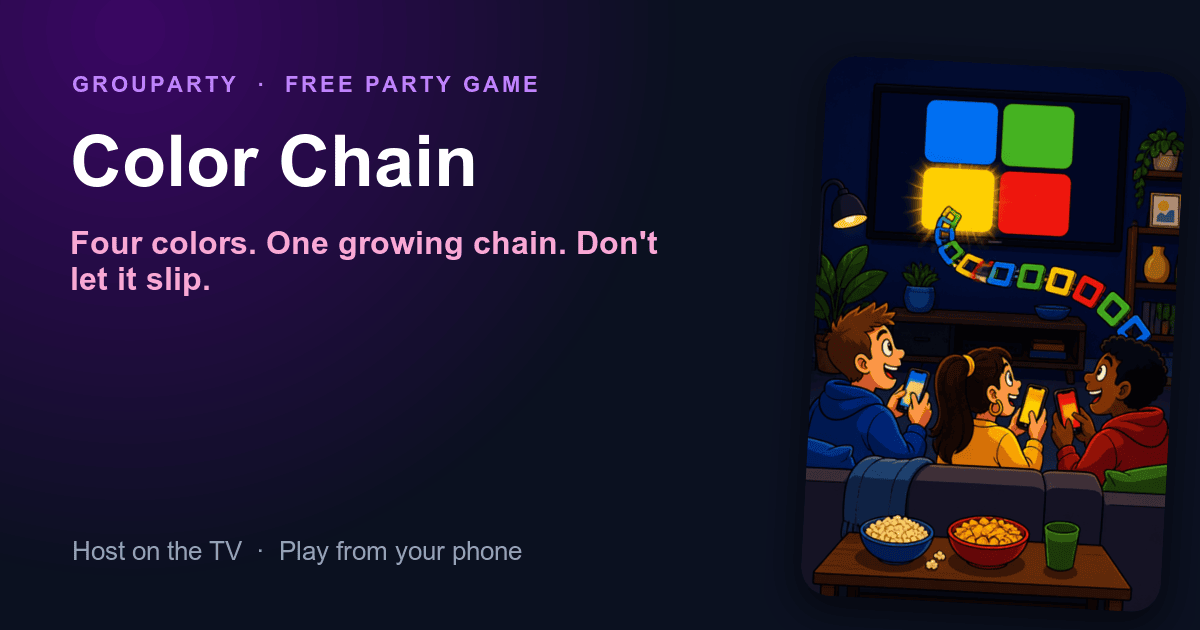 GROUPARTY · FREE PARTY GAME
Color Chain
Four colors. One growing chain. Don't
let it slip.
Host on the TV · Play from your phone